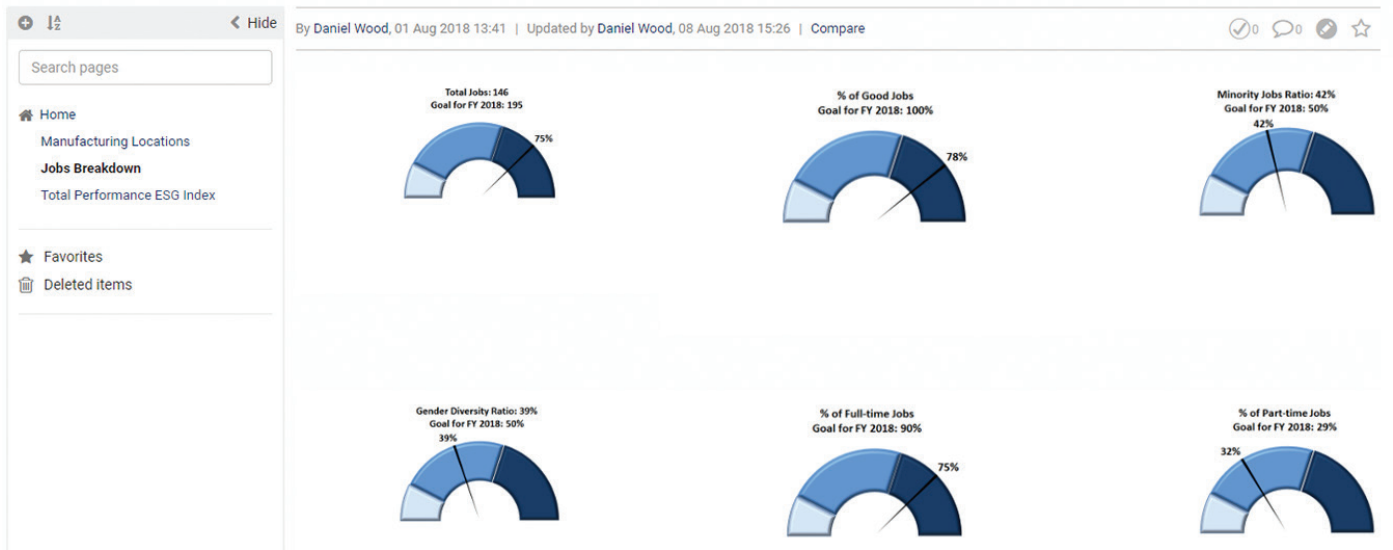 Hide
By Daniel Wood, 01 Aug 2018 13:41 | Updated by Daniel Wood, 08 Aug 2018 15:26 | Compare
0
0
Search pages
Home
Manufacturing Locations
Jobs Breakdown
Total Performance ESG Index
Favorites
Deleted items
Total Jobs: 146
Goal for FY 2018: 195
75%
% of Good Jobs
Goal for FY 2018: 100%
78%
Minority Jobs Ratio: 42%
Goal for FY 2018: 50%
42%
Gender Diversity Ratio: 39%
Goal for FY 2018: 50%
39%
% of Full-time Jobs
Goal for FY 2018: 90%
75%
% of Part-time Jobs
Goal for FY 2018: 29%
32%